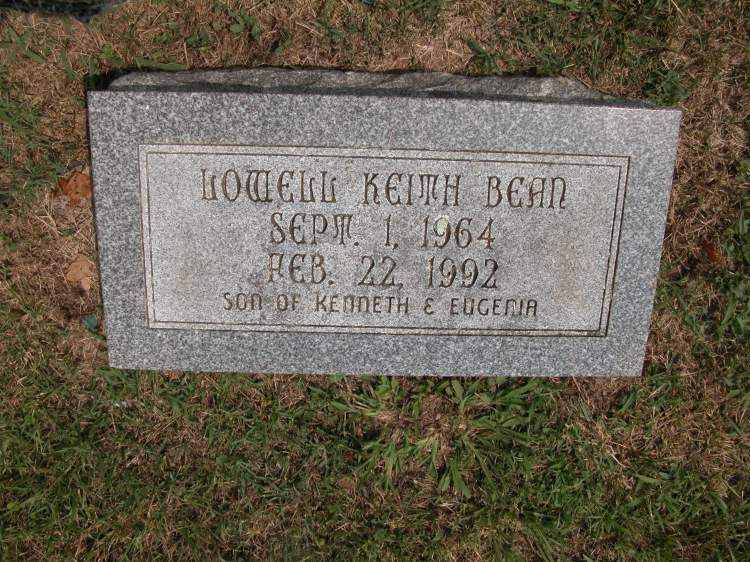 LOWELL KEITH BEAN
SEPT. 1, 1964
FEB. 22, 1992
SON OF KENNETH & EUGENIA